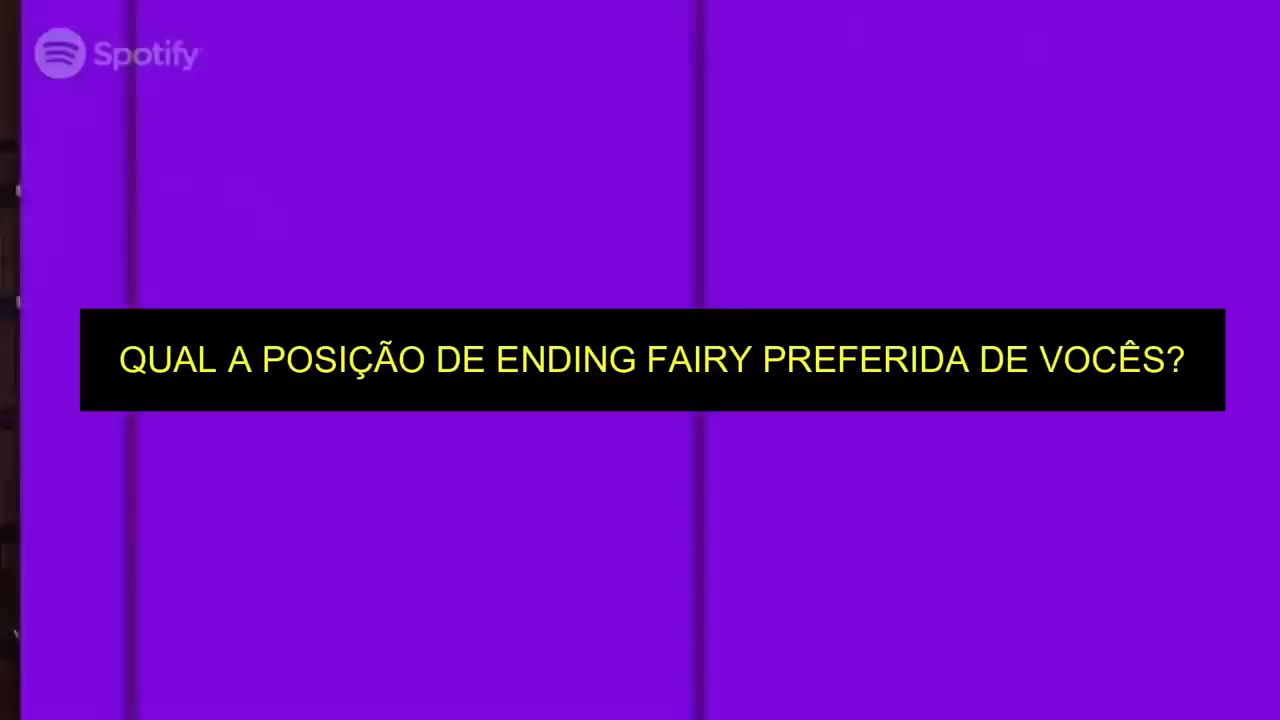 Spotify
QUAL A POSIÇÃO DE ENDING FAIRY PREFERIDA DE VOCÊS?